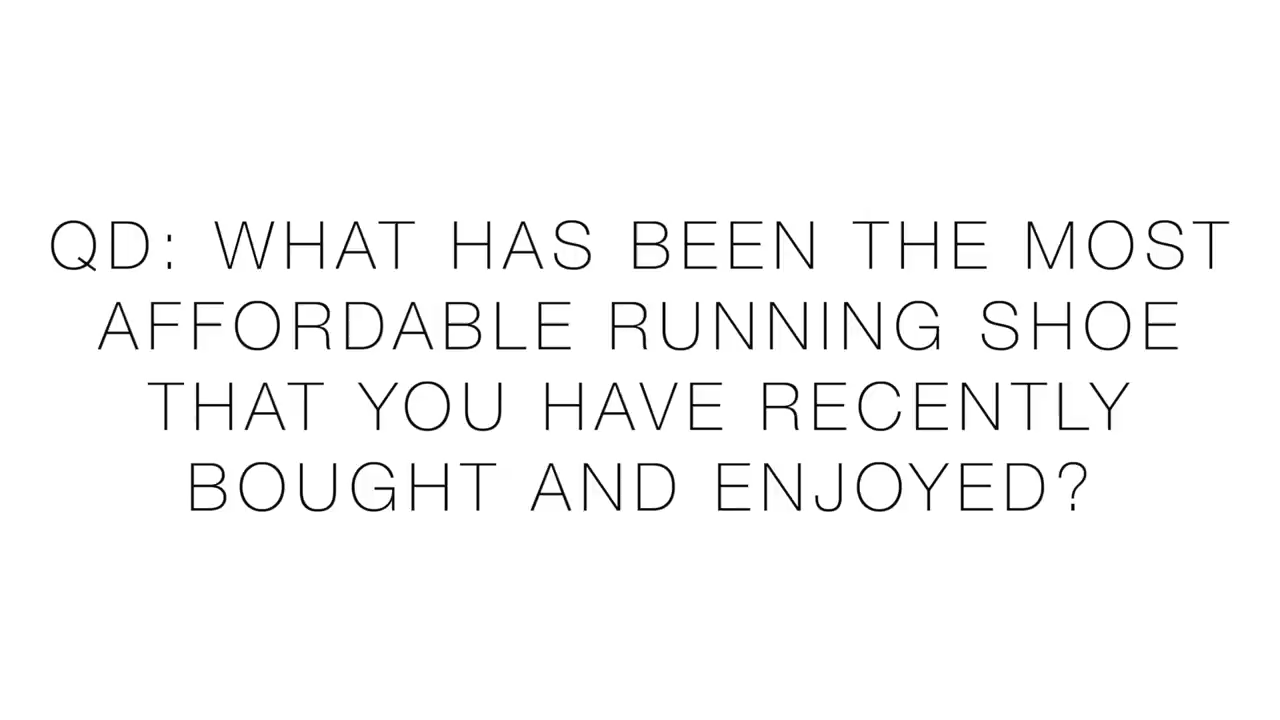 QD: WHAT HAS BEEN THE MOST
AFFORDABLE RUNNING SHOE
THAT YOU HAVE RECENTLY
BOUGHT AND ENJOYED?